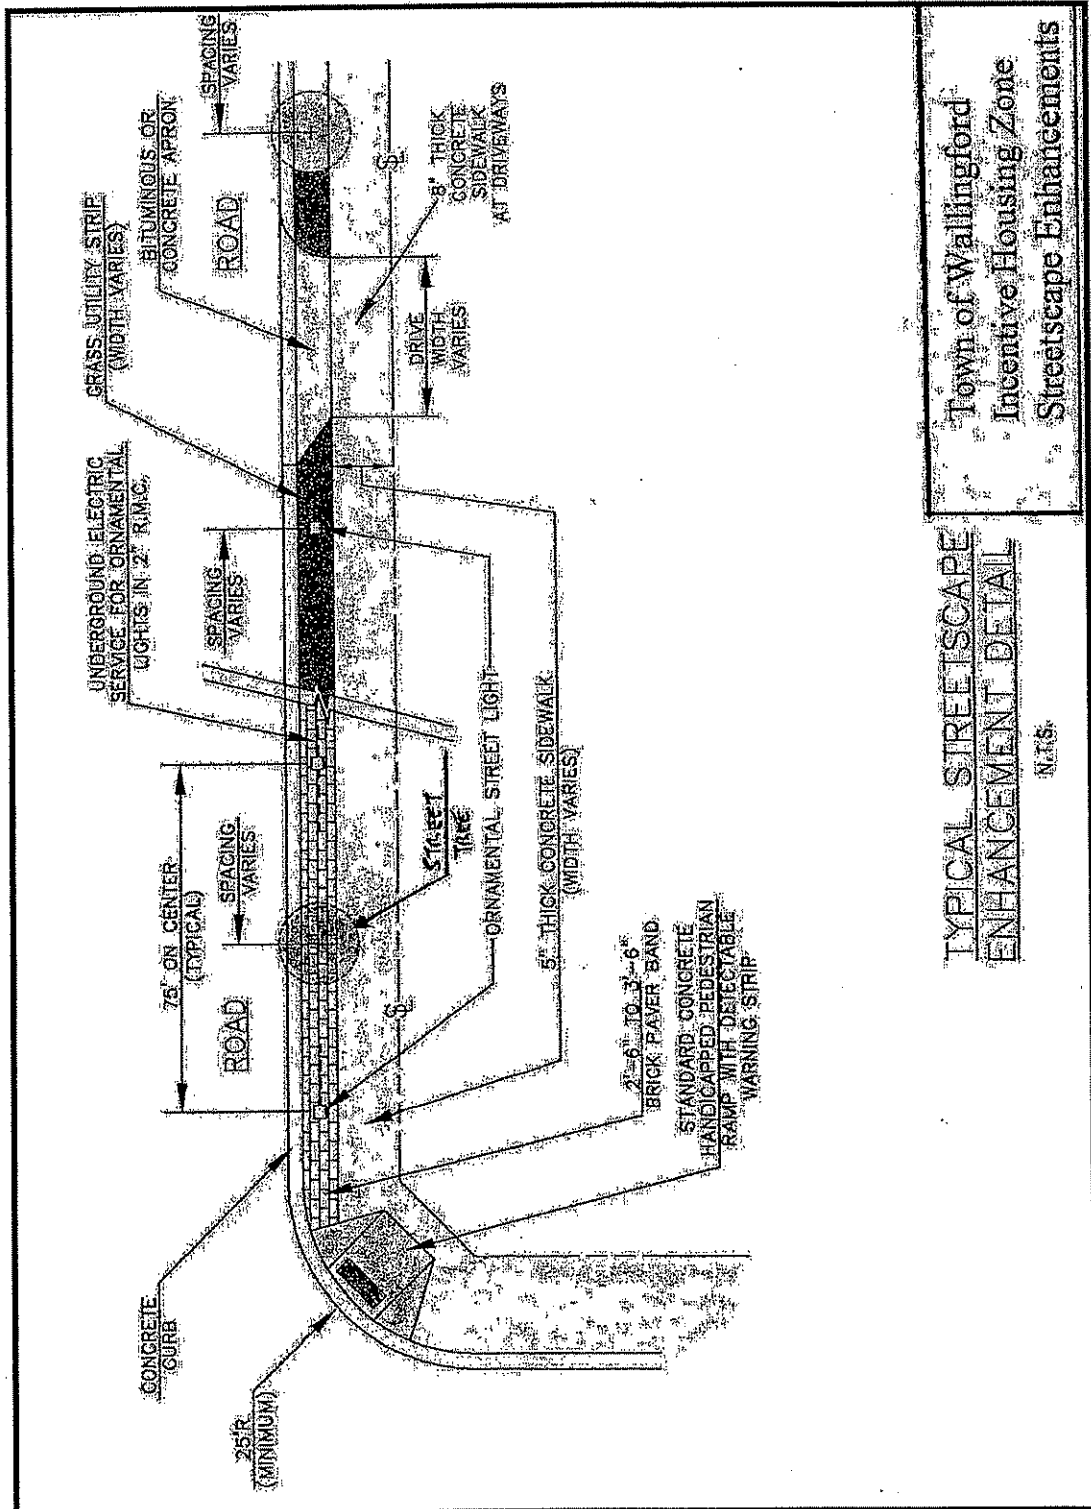 SPACING
VARIES
BITUMINOUS OR
CONCRETE APRON
ROAD
GRASS UTILITY STRIP
(WIDTH VARIES)
UNDERGROUND ELECTRIC
SERVICE FOR ORNAMENTAL
LIGHTS IN 2" R.M.C.
SPACING
VARIES
75' ON CENTER
(TYPICAL)
SPACING
VARIES
ROAD
CONCRETE
CURB
25'R
(MINIMUM)
8" THICK
CONCRETE
SIDEWALK
AT DRIVEWAYS
DRIVE
WIDTH
VARIES
STREET
TREE
ORNAMENTAL STREET LIGHT
5" THICK CONCRETE SIDEWALK
(WIDTH VARIES)
2'-6" TO 3'-6"
BRICK PAVER BAND
STANDARD CONCRETE
HANDICAPPED PEDESTRIAN
RAMP WITH DETECTABLE
WARNING STRIP
TYPICAL STREETSCAPE
ENHANCEMENT DETAIL
N.T.S.
Town of Wallingford
Incentive Housing Zone
Streetscape Enhancements